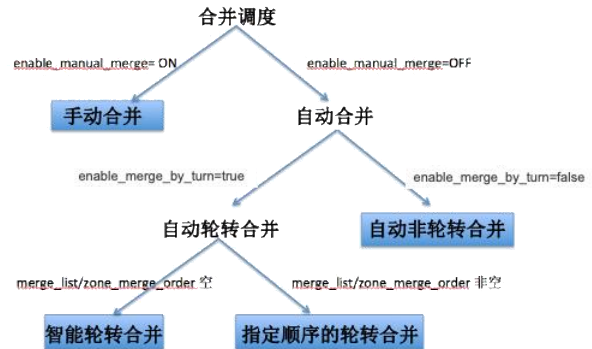 合并调度
enable_manual_merge= ON
enable_manual_merge=OFF
手动合并
自动合并
enable_merge_by_turn=true
enable_merge_by_turn=false
自动轮转合并
自动非轮转合并
merge_list/zone_merge_order 空
merge_list/zone_merge_order 非空
智能轮转合并
指定顺序的轮转合并